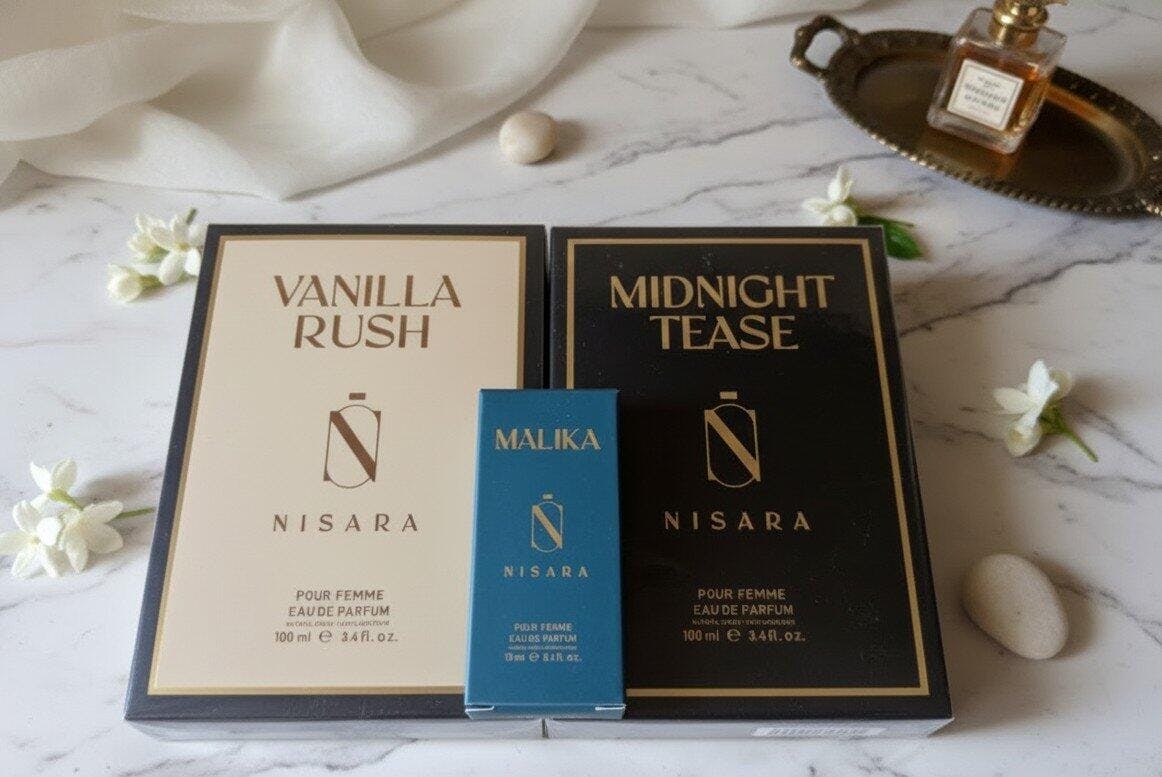 VANILLA
RUSH
N
NISARA
POUR FEMME
EAU DE PARFUM
100 ml e 3.4 fl. oz.
MALIKA
N
NISARA
POUR FEMME
MIDNIGHT
TEASE
N
NISARA
POUR FEMME
EAU DE PARFUM
100 ml e 3.4 fl. oz.